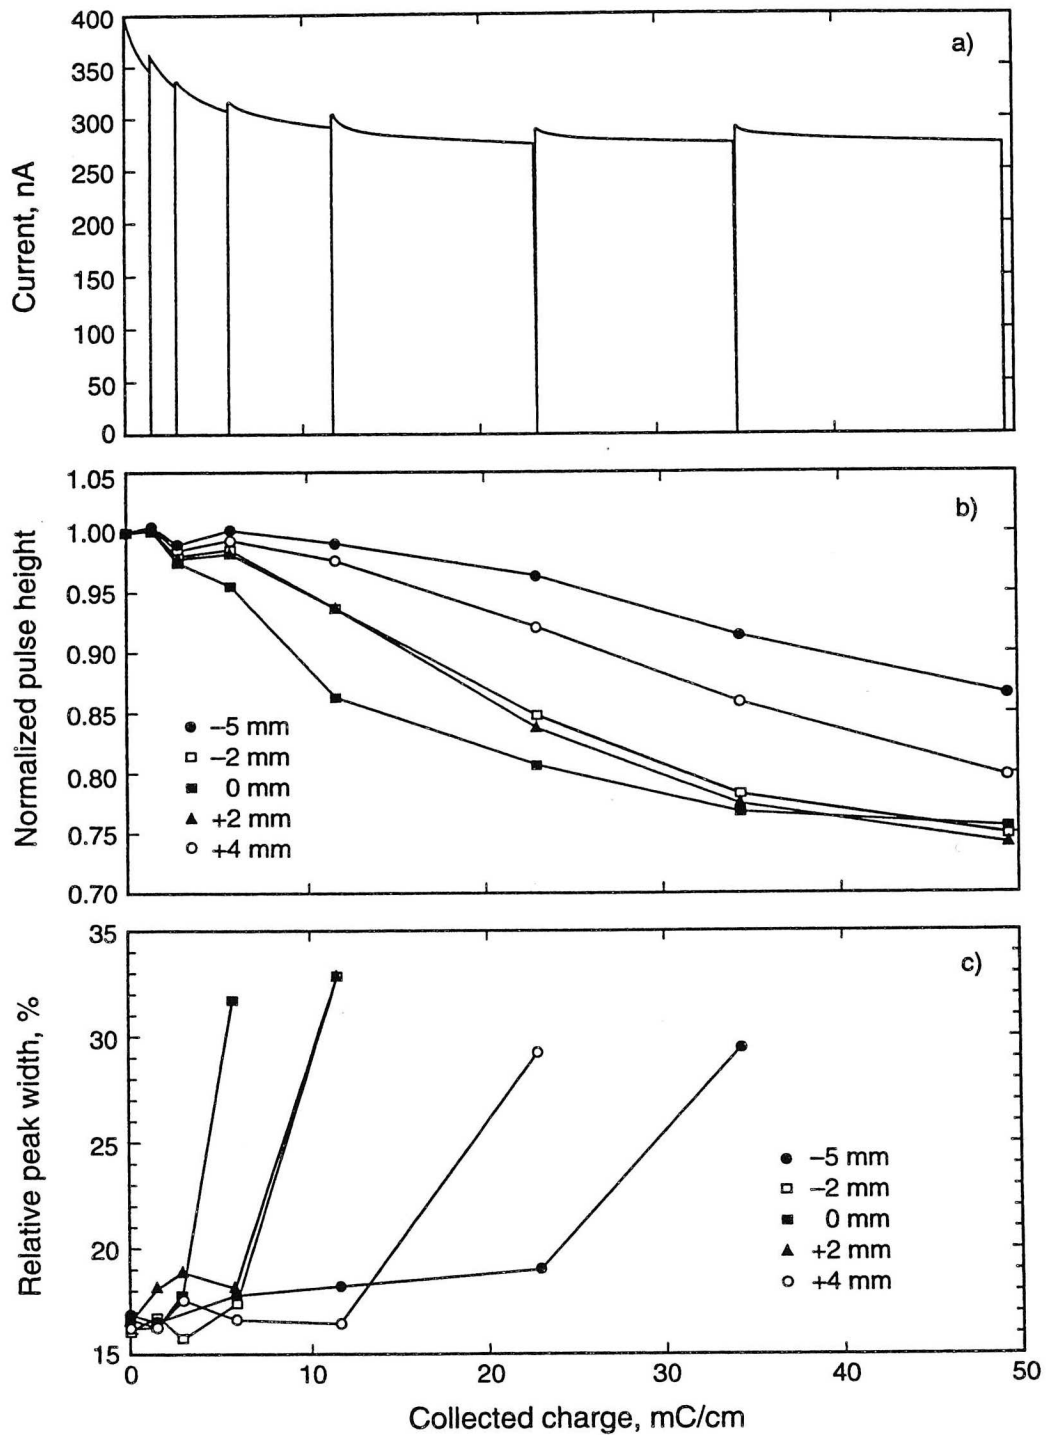 a)
Current, nA
400
350
300
250
200
150
100
50
0
b)
Normalized pulse height
1.05
1.00
0.95
0.90
0.85
0.80
0.75
0.70
–5 mm
–2 mm
0 mm
+2 mm
+4 mm
c)
Relative peak width, %
35
30
25
20
15
–5 mm
–2 mm
0 mm
+2 mm
+4 mm
0 10 20 30 40 50
Collected charge, mC/cm